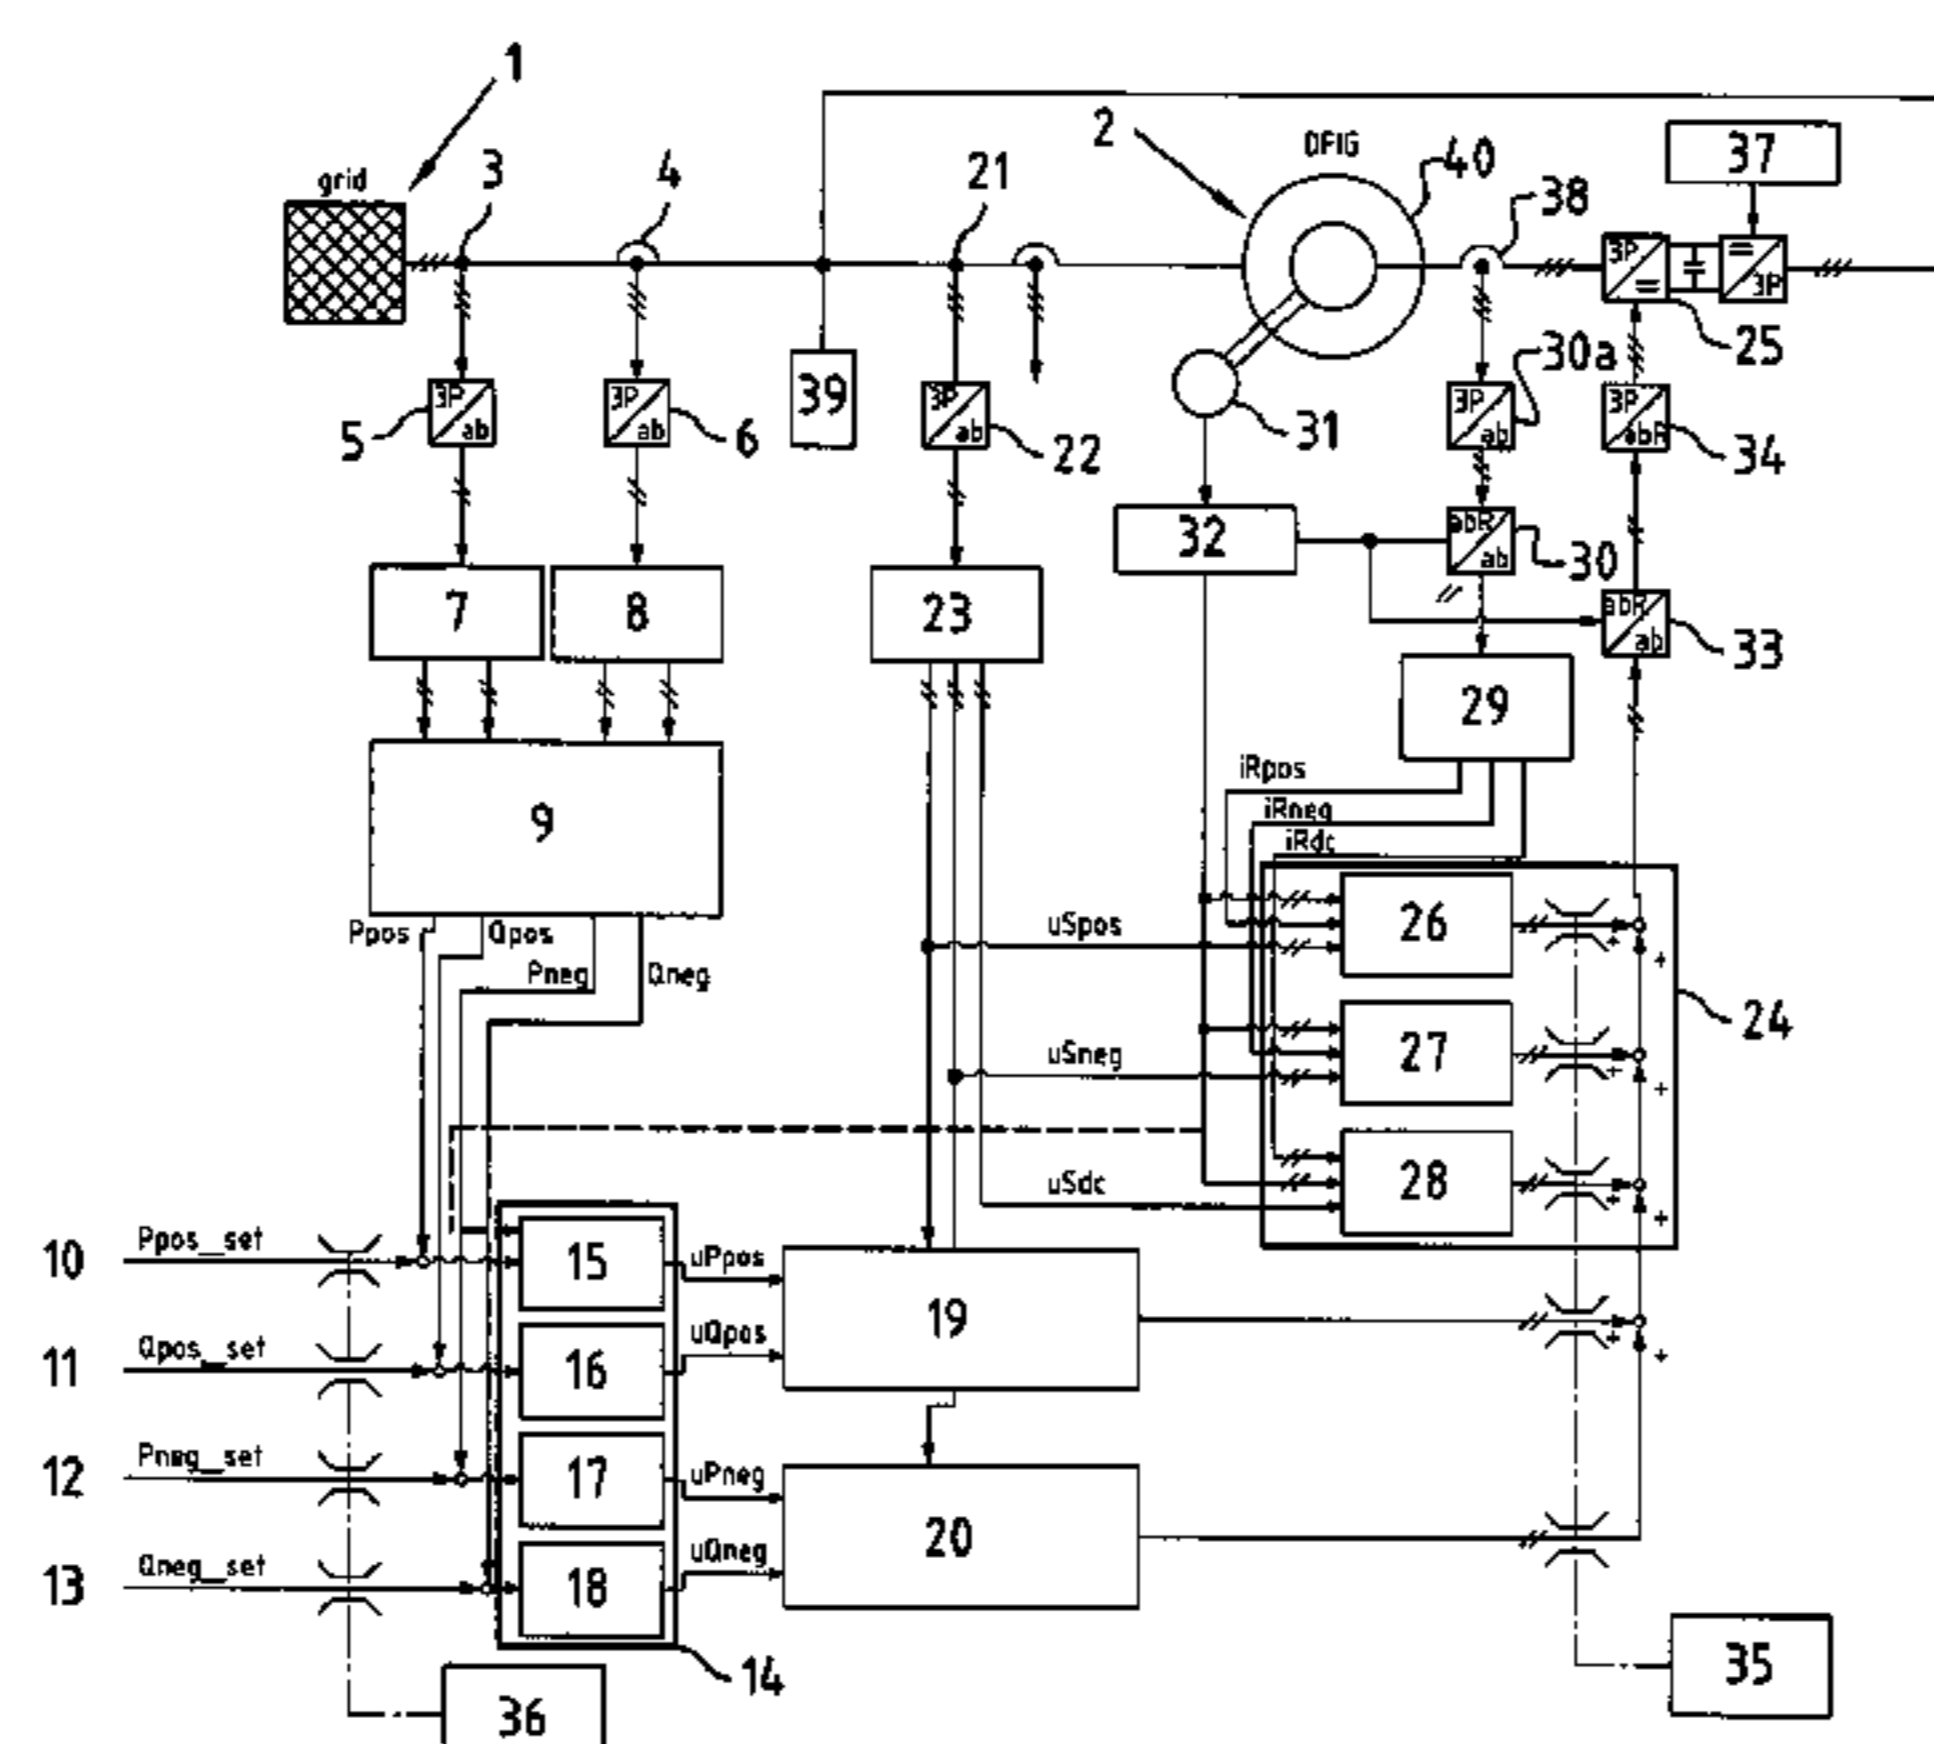 1
2
DFIG
40
37
grid
3
4
21
38
3P
=
=
3P
25
30a
3P
ab
5
3P
ab
6
39
3P
ab
22
31
3P
ab
3P
abR
34
32
abR
ab
30
7
8
23
abR
ab
33
29
9
iRpos
iRneg
iRdc
Ppos
Qpos
Pneg
Qneg
uSpos
26
+
+
24
uSneg
27
+
+
uSdc
28
+
+
10
Ppos_set
15
uPpos
19
11
Qpos_set
16
uQpos
+
+
12
Pneg_set
17
uPneg
20
13
Qneg_set
18
uQneg
14
35
36